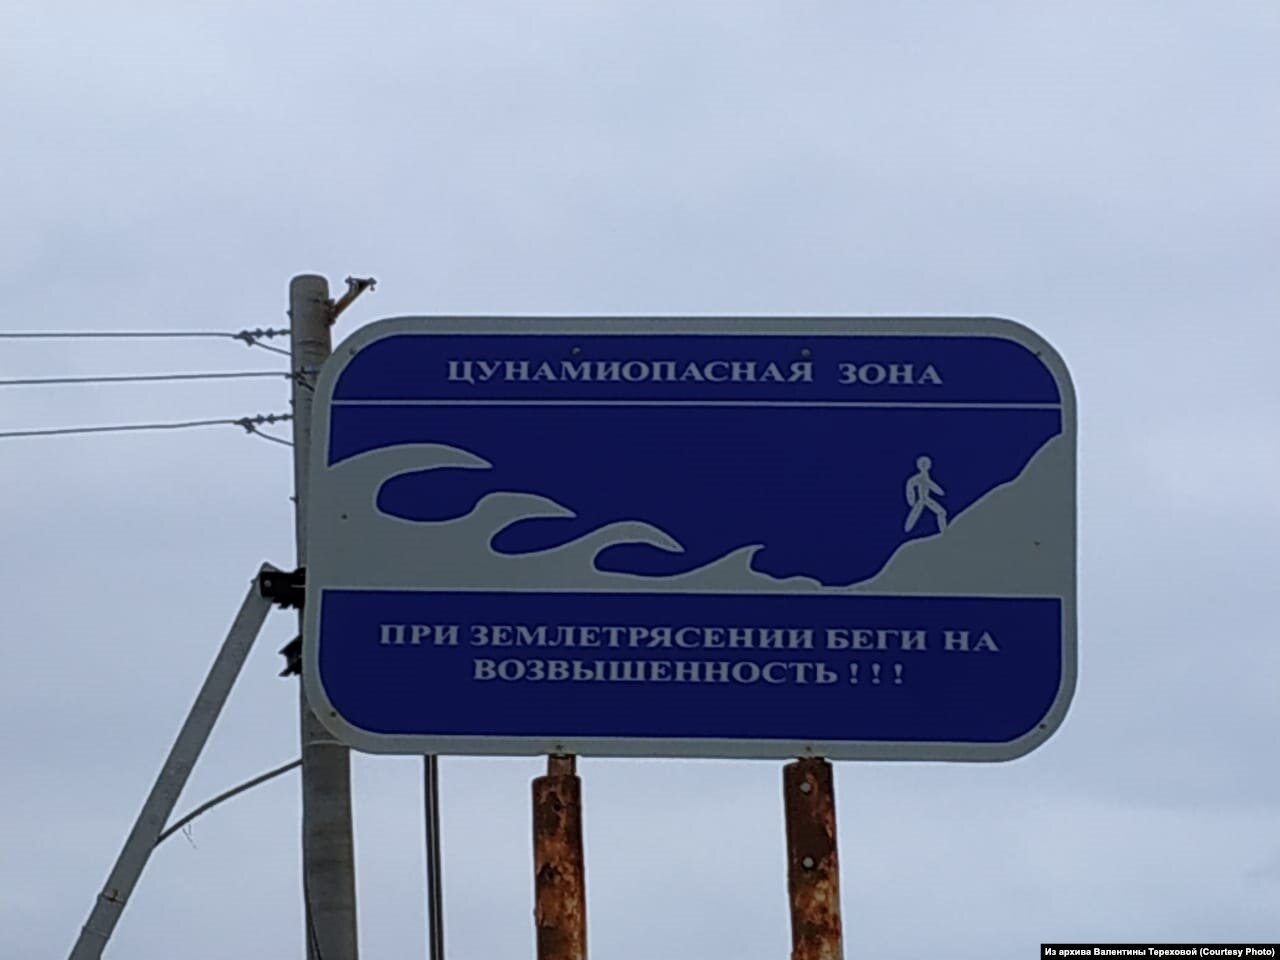 ЦУНАМИОПАСНАЯ ЗОНА
ПРИ ЗЕМЛЕТРЯСЕНИИ БЕГИ НА
ВОЗВЫШЕННОСТЬ ! ! !
Из архива Валентины Тереховой (Courtesy Photo)